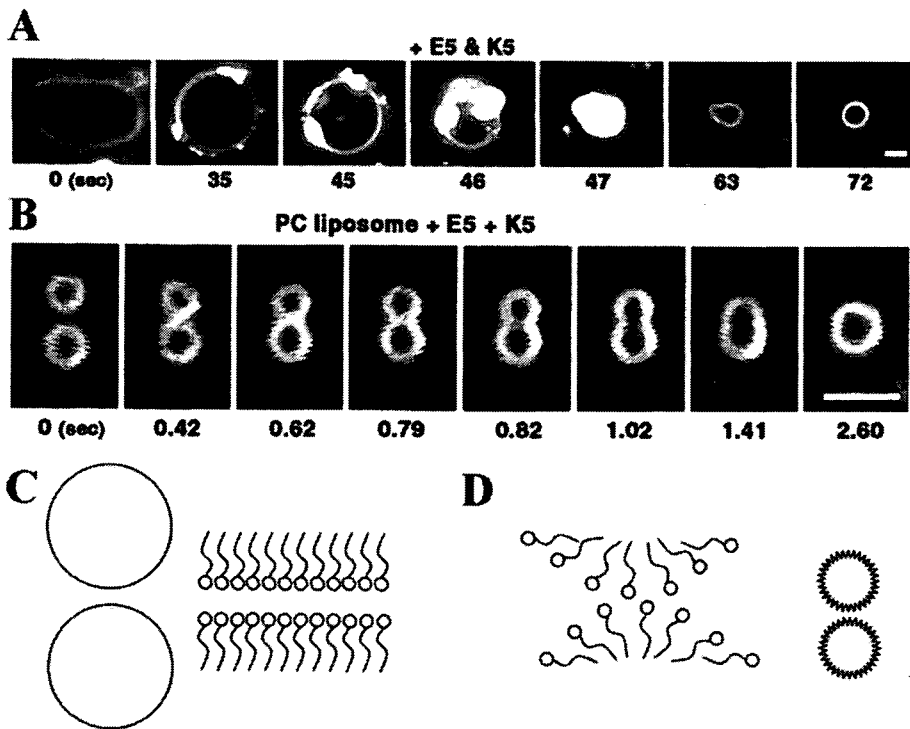 A
+ E5 & K5
0 (sec) 35 45 46 47 63 72
B
PC liposome + E5 + K5
0 (sec) 0.42 0.62 0.79 0.82 1.02 1.41 2.60
C D